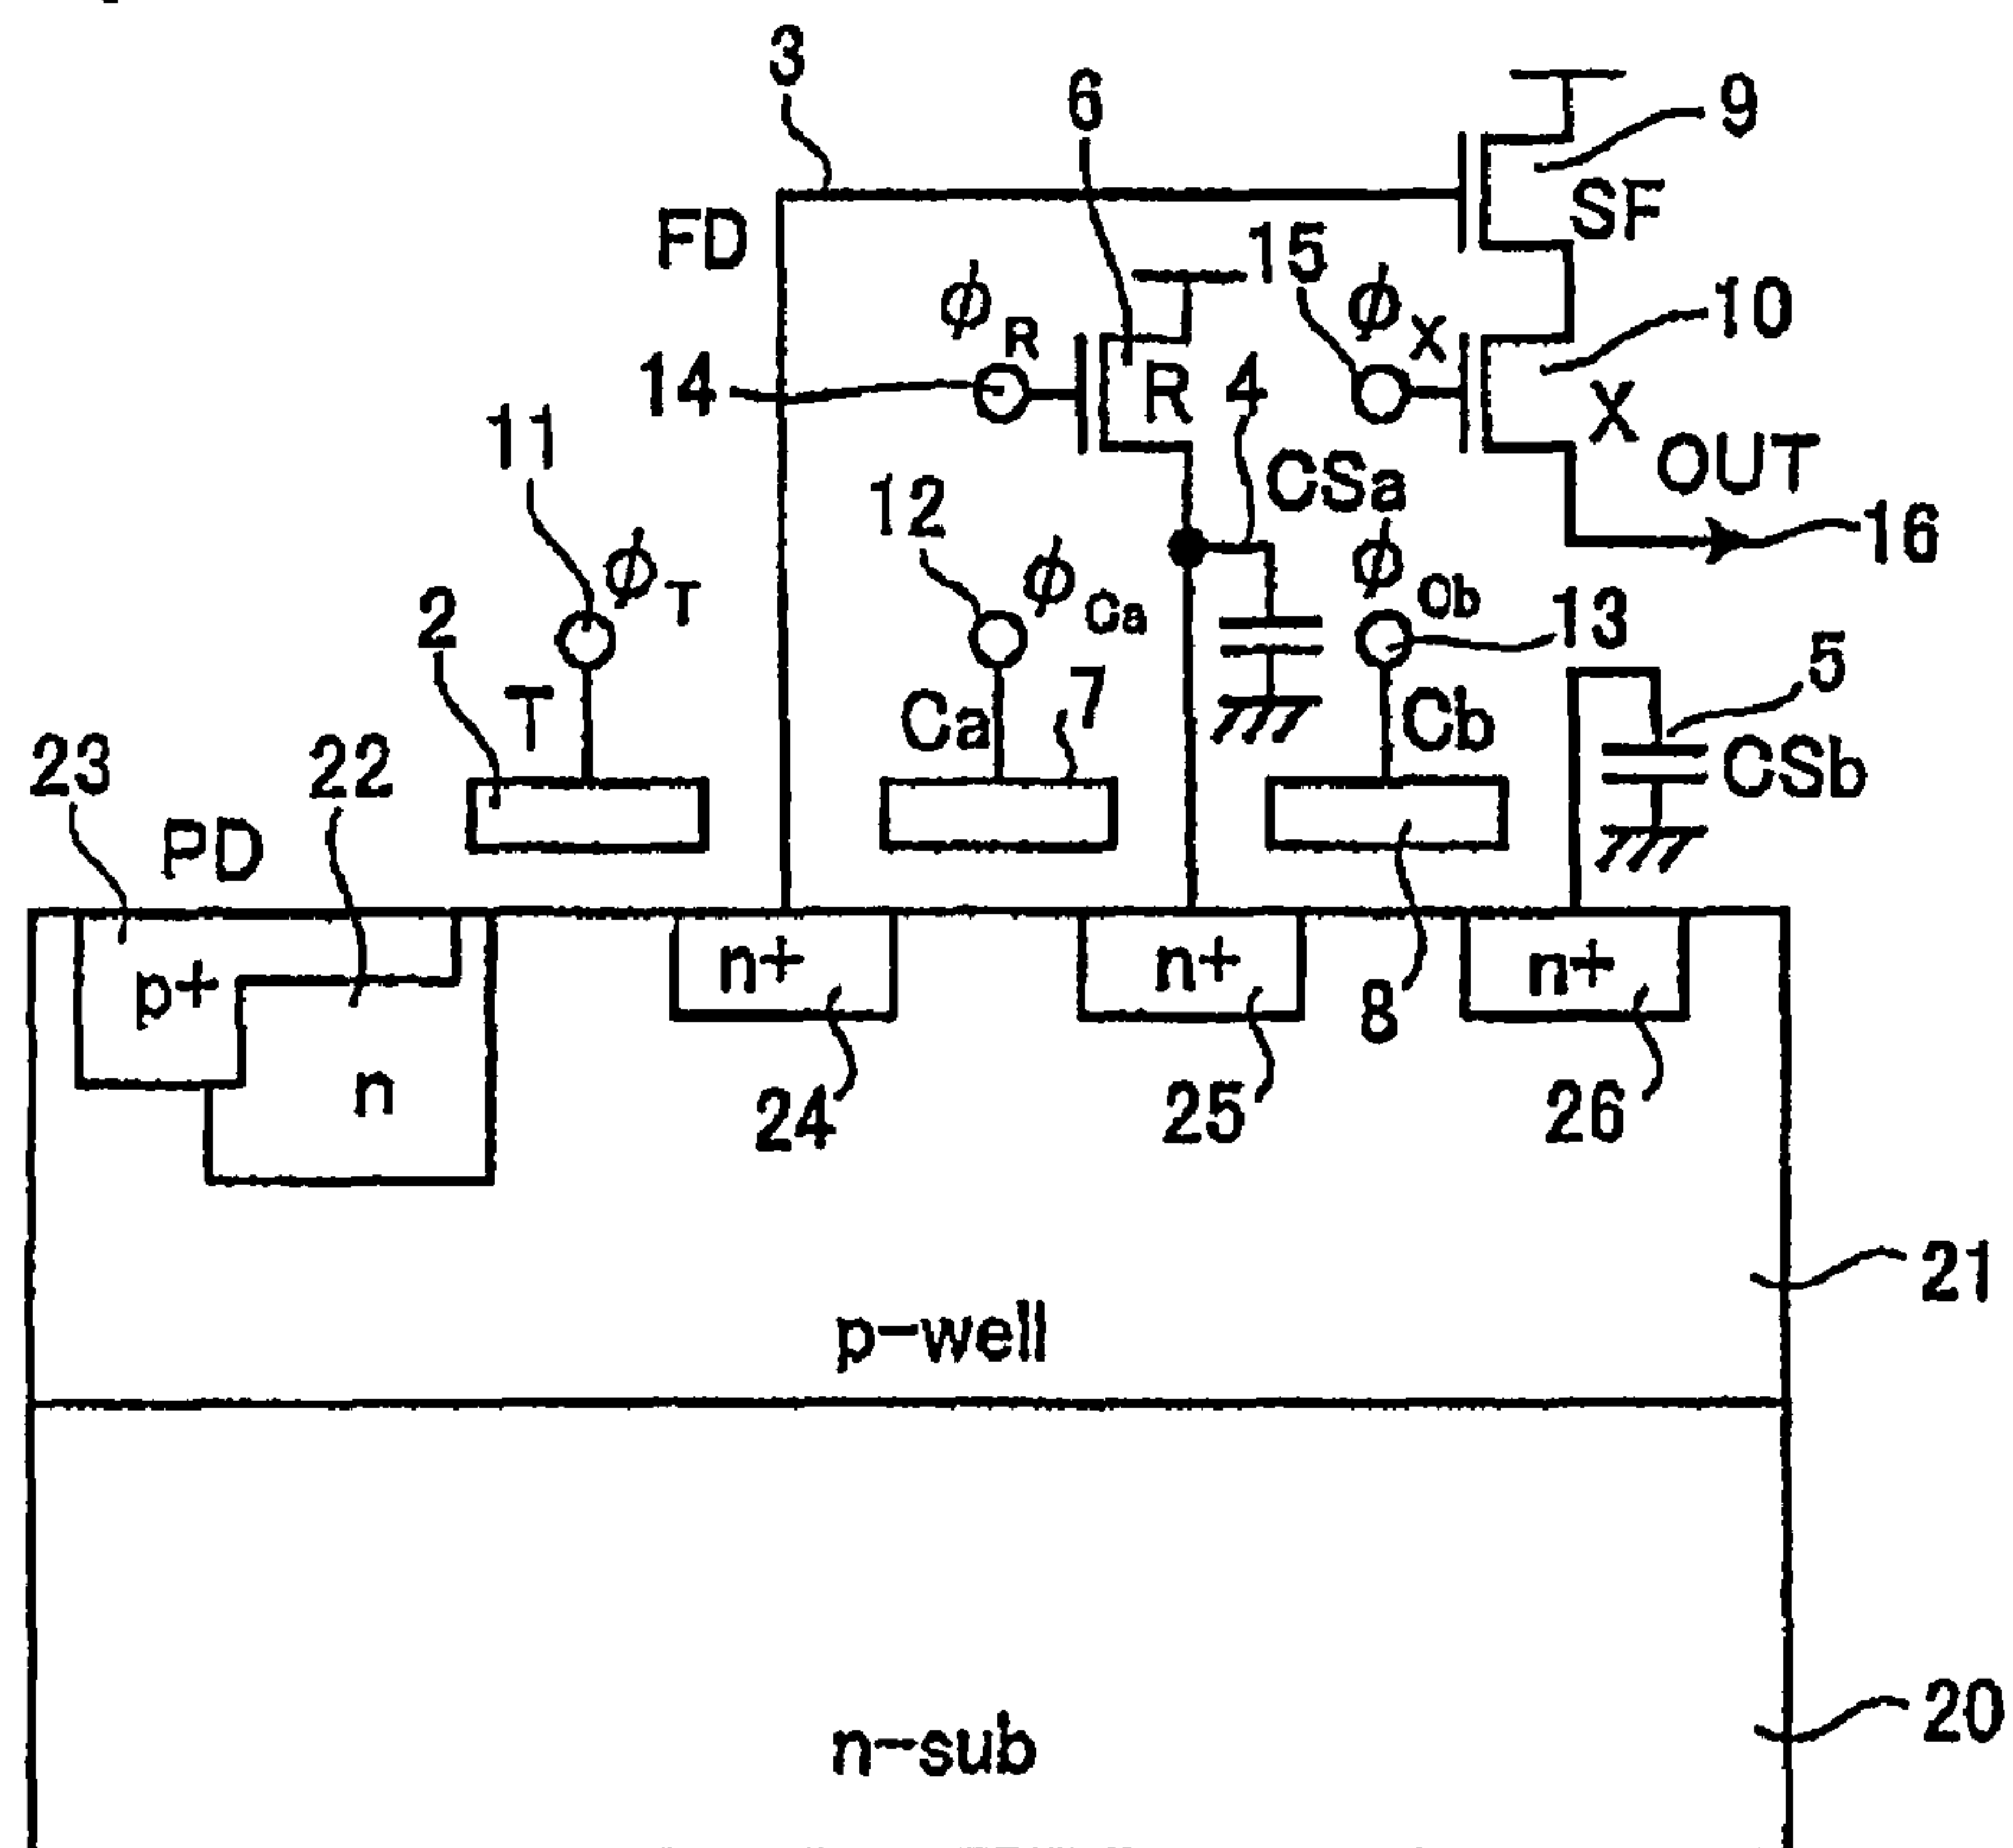 3
6
9
SF
FD
15
φX
10
φR
14
R
4
X
11
CSa
OUT
12
16
φT
φCa
φCb
13
2
5
T
Ca
7
Cb
CSb
23
22
PD
p+
n+
n+
n+
8
n
24
25
26
21
p-well
20
n-sub